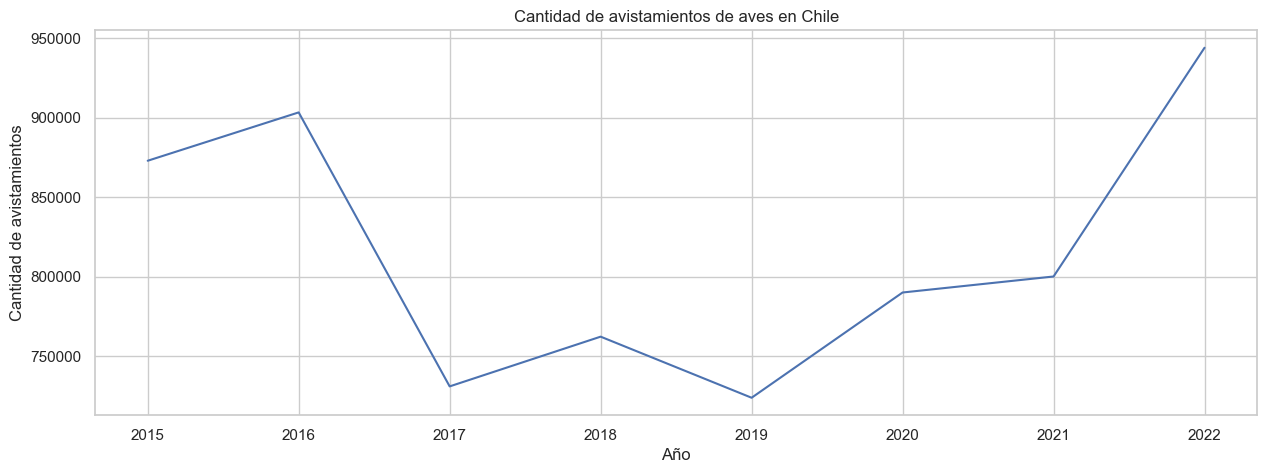 Cantidad de avistamientos de aves en Chile
Cantidad de avistamientos
950000
900000
850000
800000
750000
2015 2016 2017 2018 2019 2020 2021 2022
Año